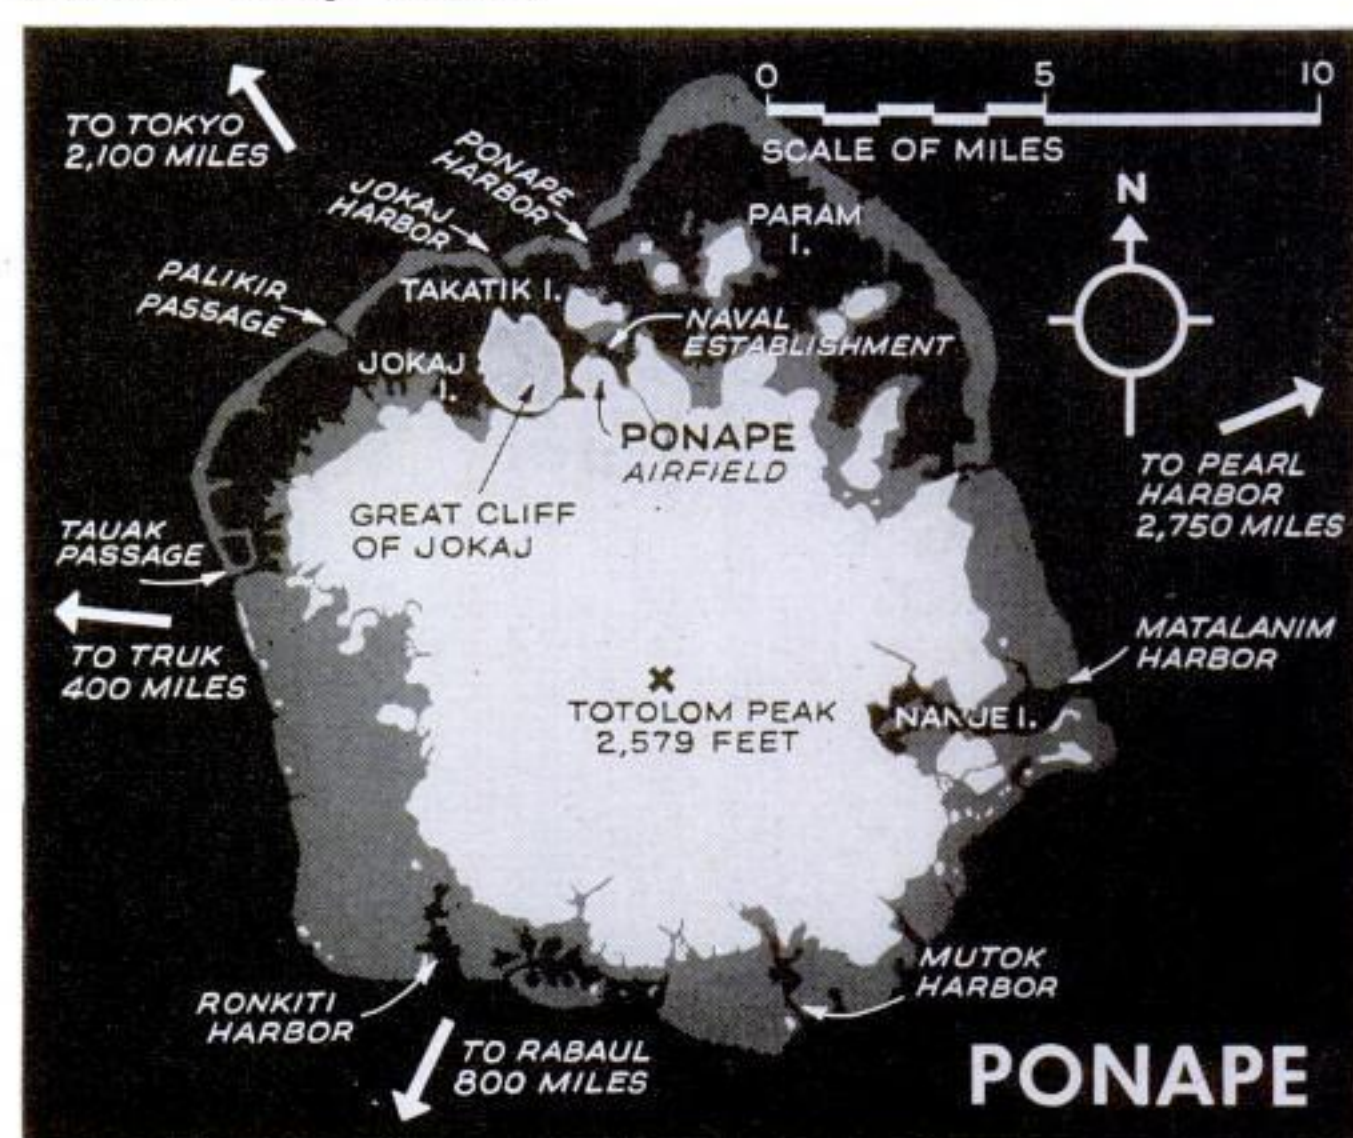 0 5 10
SCALE OF MILES
TO TOKYO
2,100 MILES
PONAPE
HARBOR
JOKAJ
HARBOR
PALIKIR
PASSAGE
N
PARAM
I.
TAKATIK I.
NAVAL
ESTABLISHMENT
JOKAJ
I.
PONAPE
AIRFIELD
TO PEARL
HARBOR
2,750 MILES
GREAT CLIFF
OF JOKAJ
TAUAK
PASSAGE
TO TRUK
400 MILES
MATALANIM
HARBOR
TOTOLOM PEAK
2,579 FEET
NANJE I.
MUTOK
HARBOR
RONKITI
HARBOR
TO RABAUL
800 MILES
PONAPE